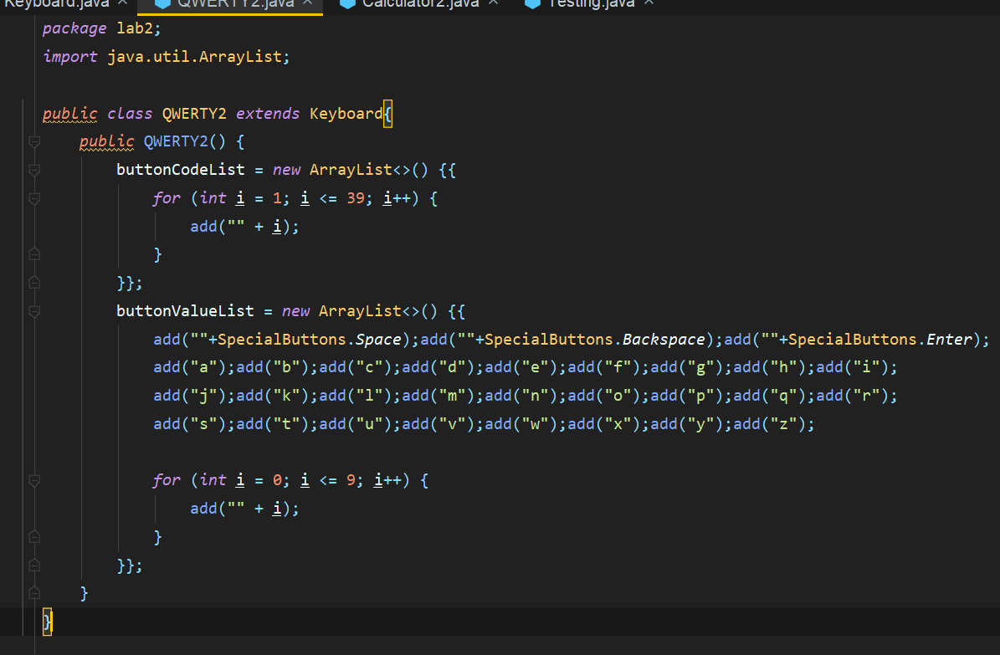 Keyboard.java × QWERTY2.java × Calculator2.java × Testing.java ×
package lab2;
import java.util.ArrayList;
public class QWERTY2 extends Keyboard{
public QWERTY2() {
buttonCodeList = new ArrayList<>() {{
for (int i = 1; i <= 39; i++) {
add("" + i);
}
}};
buttonValueList = new ArrayList<>() {{
add(""+SpecialButtons.Space);add(""+SpecialButtons.Backspace);add(""+SpecialButtons.Enter);
add("a");add("b");add("c");add("d");add("e");add("f");add("g");add("h");add("i");
add("j");add("k");add("l");add("m");add("n");add("o");add("p");add("q");add("r");
add("s");add("t");add("u");add("v");add("w");add("x");add("y");add("z");
for (int i = 0; i <= 9; i++) {
add("" + i);
}
}};
}
}